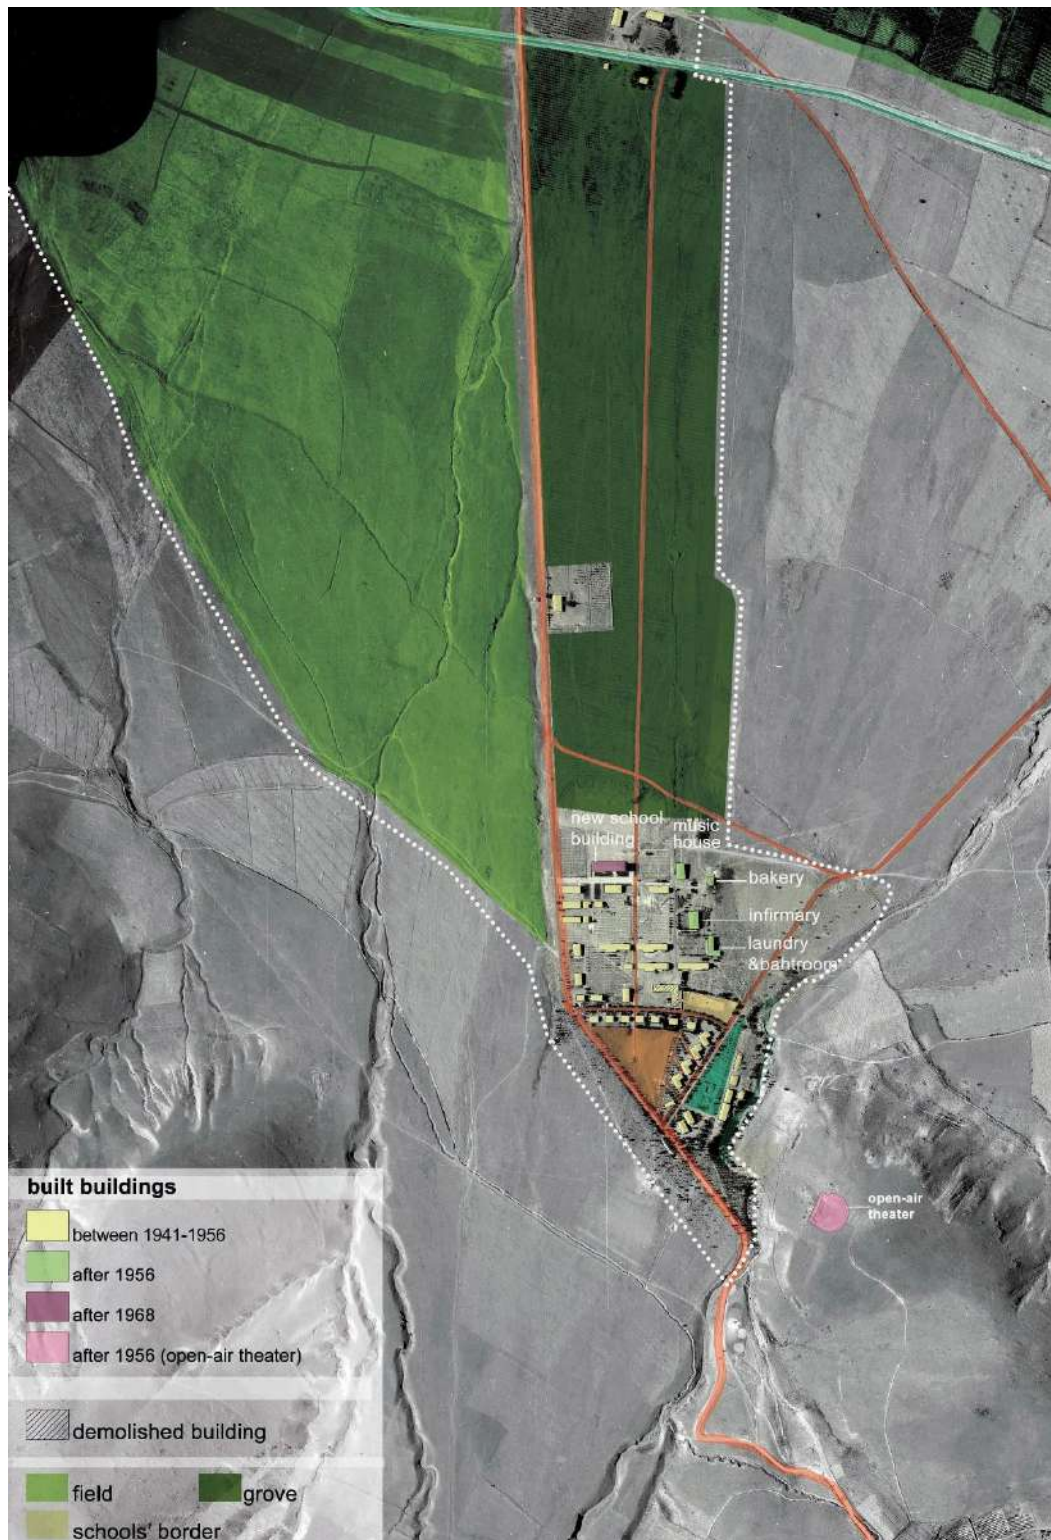 new school
building
music
house
bakery
infirmary
laundry
&bahtroom
open-air
theater
built buildings
between 1941-1956
after 1956
after 1968
after 1956 (open-air theater)
demolished building
field
grove
schools' border